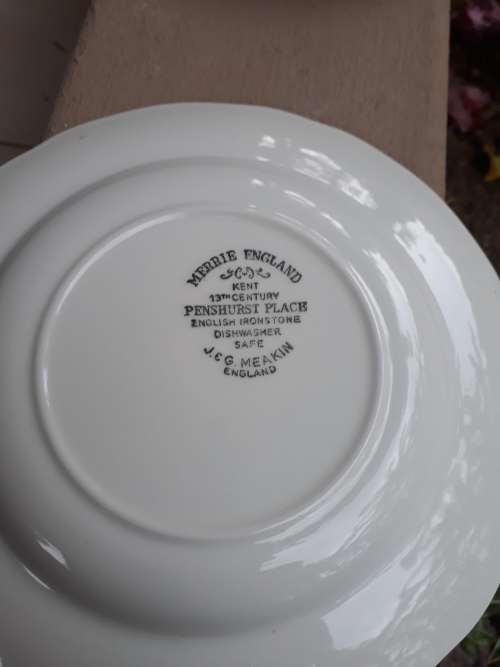 MERRIE ENGLAND
KENT
13TH CENTURY
PENSHURST PLACE
ENGLISH IRONSTONE
DISHWASHER
SAFE
J. & G. MEAKIN
ENGLAND